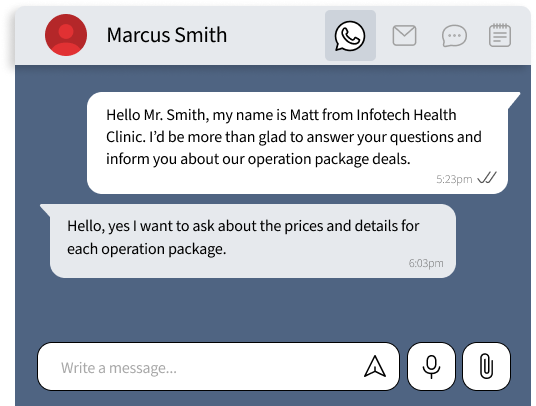 Marcus Smith
Hello Mr. Smith, my name is Matt from Infotech Health
Clinic. I’d be more than glad to answer your questions and
inform you about our operation package deals.
5:23pm
Hello, yes I want to ask about the prices and details for
each operation package.
6:03pm
Write a message...